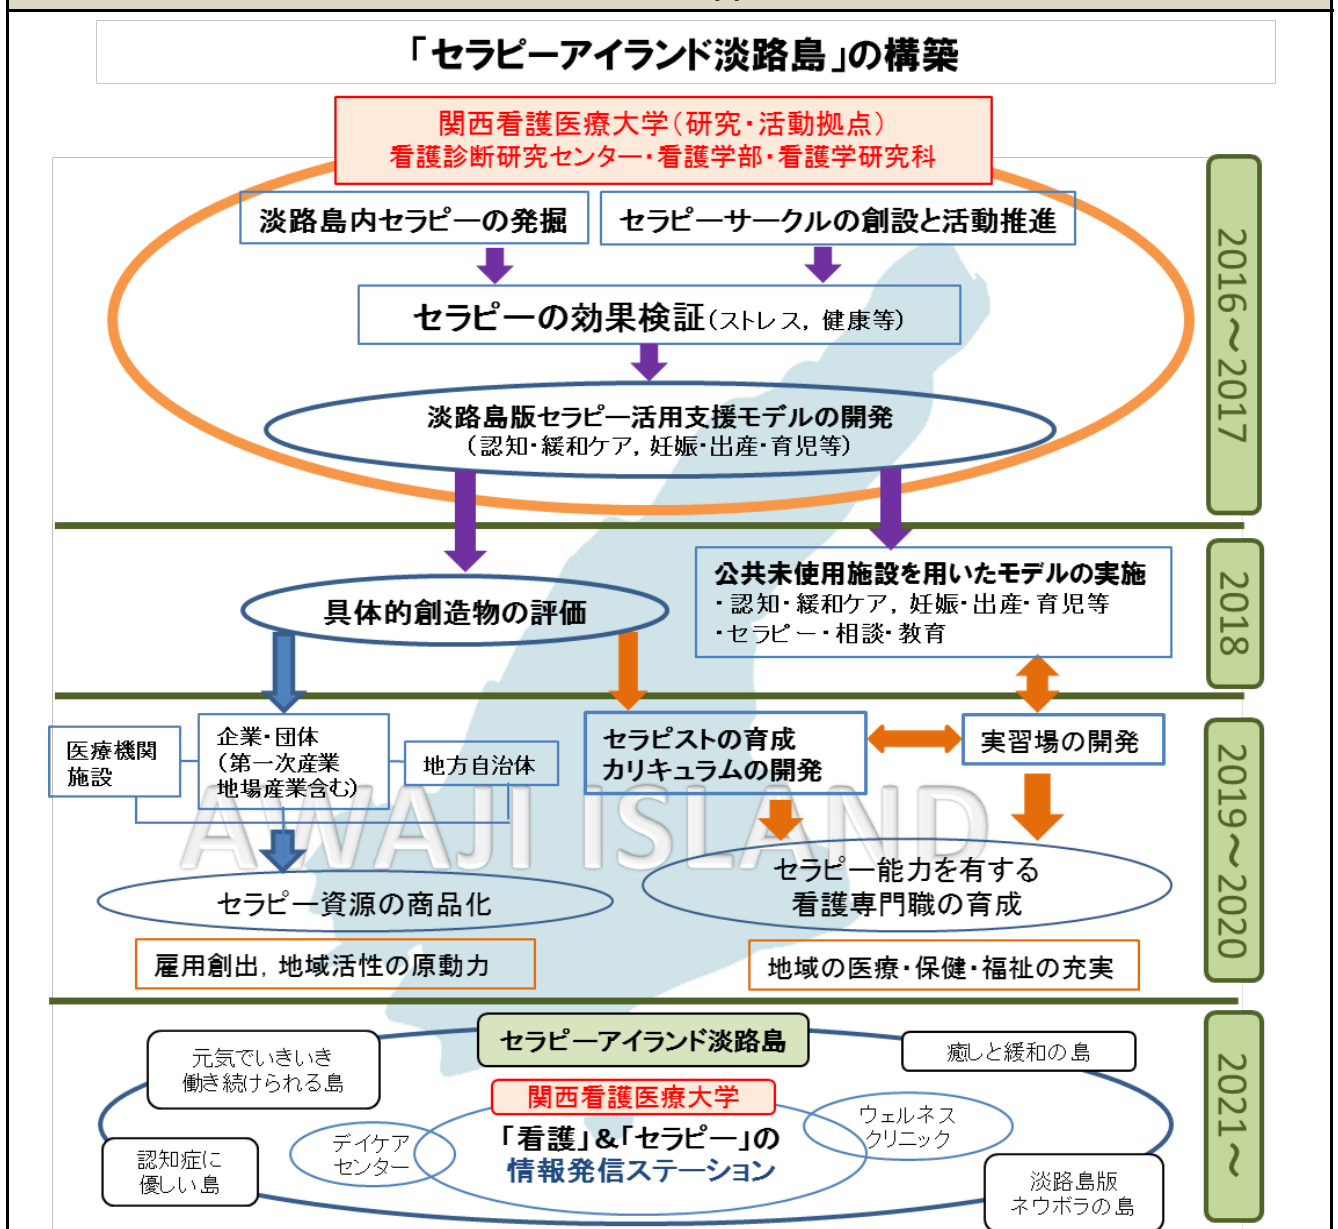 「セラピーアイランド淡路島」の構築
関西看護医療大学(研究・活動拠点)
看護診断研究センター・看護学部・看護学研究科
淡路島内セラピーの発掘
セラピーサークルの創設と活動推進
セラピーの効果検証(ストレス, 健康等)
淡路島版セラピー活用支援モデルの開発
(認知・緩和ケア, 妊娠・出産・育児等)
2016～2017
具体的創造物の評価
公共未使用施設を用いたモデルの実施
・認知・緩和ケア, 妊娠・出産・育児等
・セラピー・相談・教育
2018
医療機関
施設
企業・団体
(第一次産業
地場産業含む)
地方自治体
セラピストの育成
カリキュラムの開発
実習場の開発
AWAJI ISLAND
セラピー資源の商品化
セラピー能力を有する
看護専門職の育成
雇用創出, 地域活性の原動力
地域の医療・保健・福祉の充実
2019～2020
セラピーアイランド淡路島
元気でいきいき
働き続けられる島
癒しと緩和の島
関西看護医療大学
「看護」&「セラピー」の
情報発信ステーション
デイケア
センター
ウェルネス
クリニック
認知症に
優しい島
淡路島版
ネウボラの島
2021～